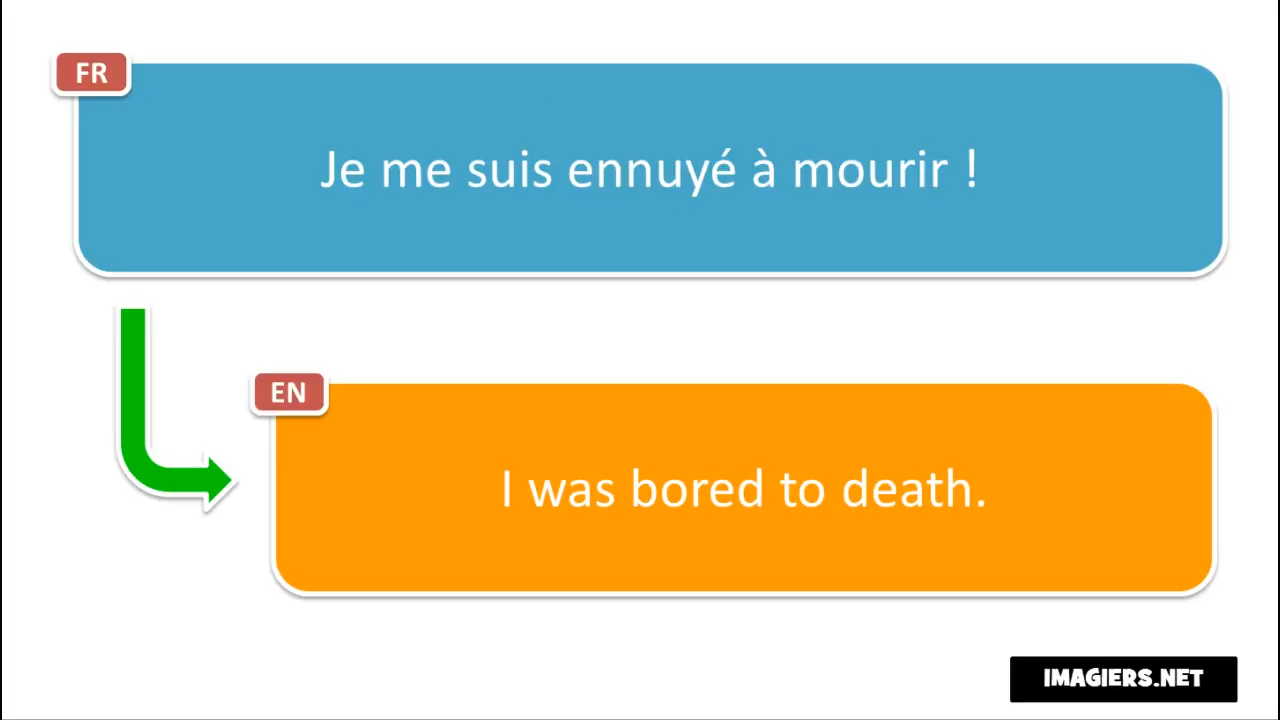 FR
Je me suis ennuyé à mourir !
EN
I was bored to death.
IMAGIERS.NET